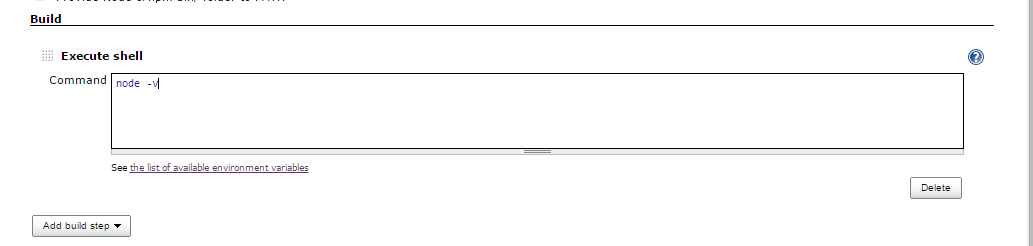 Build
Execute shell
Command
node -v
See the list of available environment variables
Delete
Add build step